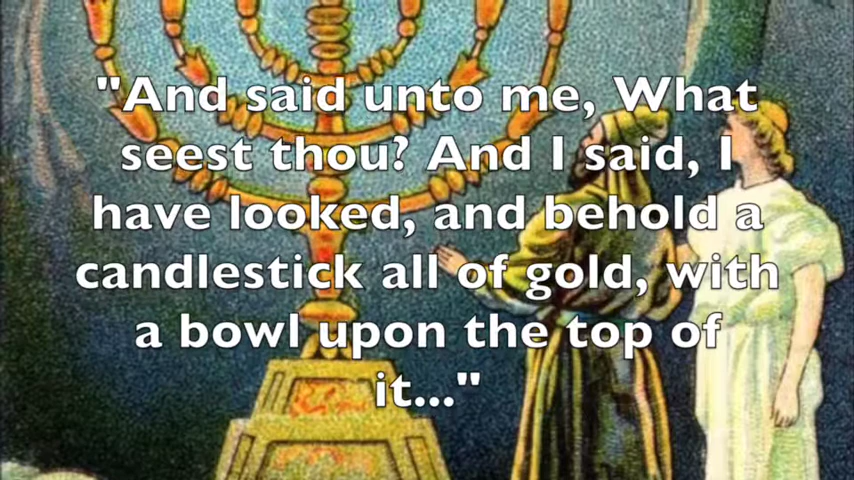 "And said unto me, What
seest thou? And I said, I
have looked, and behold a
candlestick all of gold, with
a bowl upon the top of
it..."